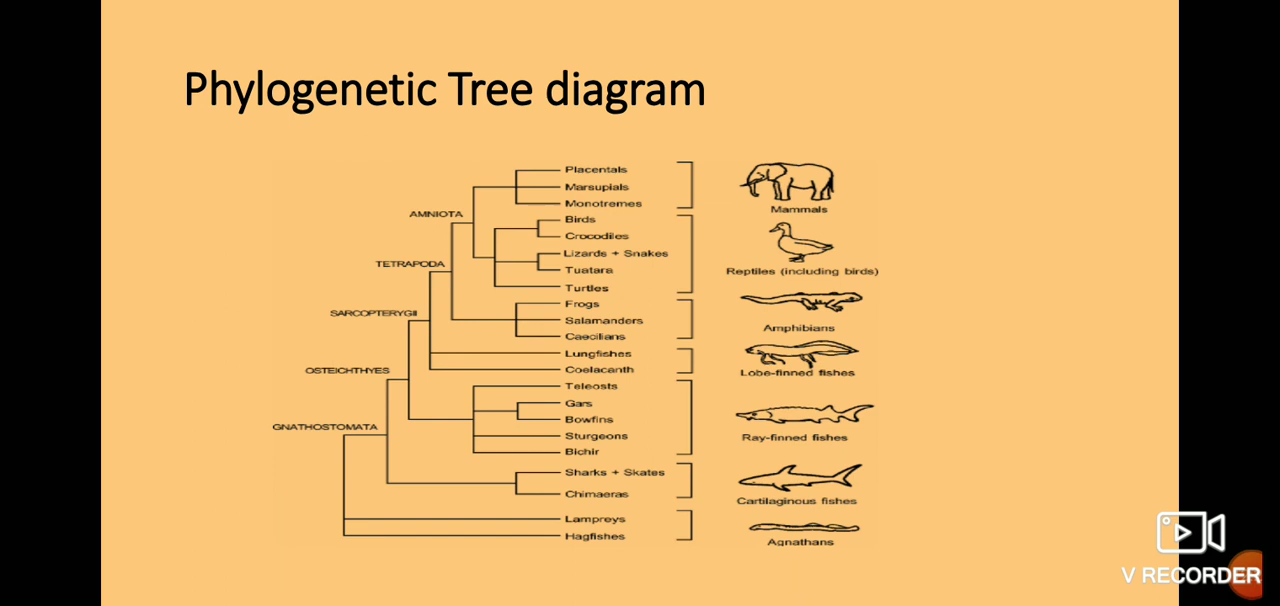 Phylogenetic Tree diagram
Placentals
Marsupials
Monotremes
Mammals
AMNIOTA
Birds
Crocodiles
Lizards + Snakes
Tuatara
Turtles
Reptiles (including birds)
TETRAPODA
Frogs
Salamanders
Caecilians
Amphibians
SARCOPTERYGII
Lungfishes
Coelacanth
Lobe-finned fishes
OSTEICHTHYES
Teleosts
Gars
Bowfins
Sturgeons
Bichir
Ray-finned fishes
GNATHOSTOMATA
Sharks + Skates
Chimaeras
Cartilaginous fishes
Lampreys
Hagfishes
Agnathans
V RECORDER